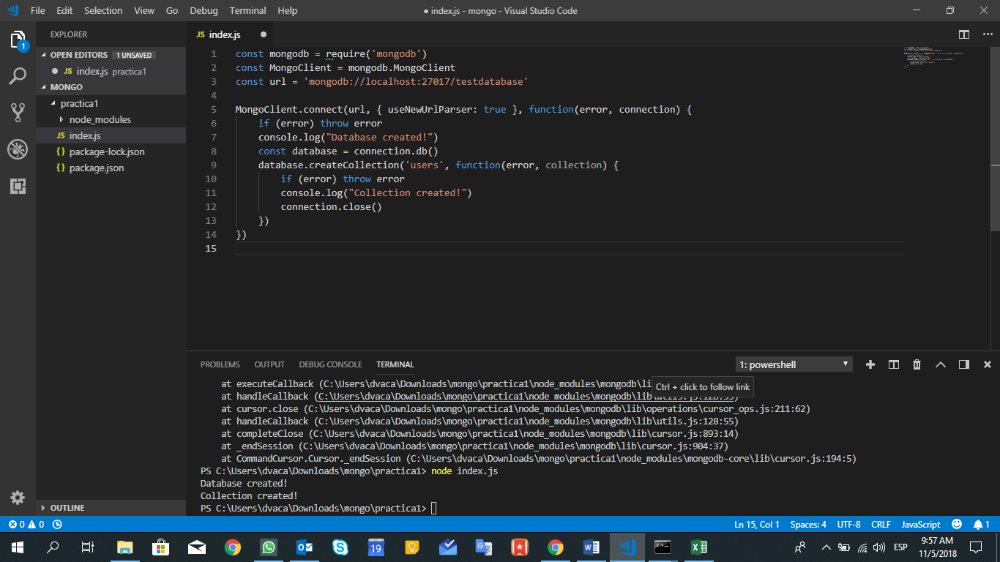 File Edit Selection View Go Debug Terminal Help
● index.js - mongo - Visual Studio Code
EXPLORER
OPEN EDITORS 1 UNSAVED
JS index.js practica1
MONGO
practica1
node_modules
JS index.js
{} package-lock.json
{} package.json
OUTLINE
1
JS index.js
1 const mongodb = require('mongodb')
2 const MongoClient = mongodb.MongoClient
3 const url = 'mongodb://localhost:27017/testdatabase'
4
5 MongoClient.connect(url, { useNewUrlParser: true }, function(error, connection) {
6 if (error) throw error
7 console.log("Database created!")
8 const database = connection.db()
9 database.createCollection('users', function(error, collection) {
10 if (error) throw error
11 console.log("Collection created!")
12 connection.close()
13 })
14 })
15
PROBLEMS OUTPUT DEBUG CONSOLE TERMINAL 1: powershell
at executeCallback (C:\Users\dvaca\Downloads\mongo\practica1\node_modules\mongodb\li
Ctrl + click to follow link
at handleCallback (C:\Users\dvaca\Downloads\mongo\practica1\node_modules\mongodb\lib\utils.js:128:55)
at cursor.close (C:\Users\dvaca\Downloads\mongo\practica1\node_modules\mongodb\lib\operations\cursor_ops.js:211:62)
at handleCallback (C:\Users\dvaca\Downloads\mongo\practica1\node_modules\mongodb\lib\utils.js:128:55)
at completeClose (C:\Users\dvaca\Downloads\mongo\practica1\node_modules\mongodb\lib\cursor.js:893:14)
at _endSession (C:\Users\dvaca\Downloads\mongo\practica1\node_modules\mongodb\lib\cursor.js:904:37)
at CommandCursor.Cursor._endSession (C:\Users\dvaca\Downloads\mongo\practica1\node_modules\mongodb-core\lib\cursor.js:194:5)
PS C:\Users\dvaca\Downloads\mongo\practica1> node index.js
Database created!
Collection created!
PS C:\Users\dvaca\Downloads\mongo\practica1>
0 0
Ln 15, Col 1 Spaces: 4 UTF-8 CRLF JavaScript 1
19
ESP
9:57 AM
11/5/2018